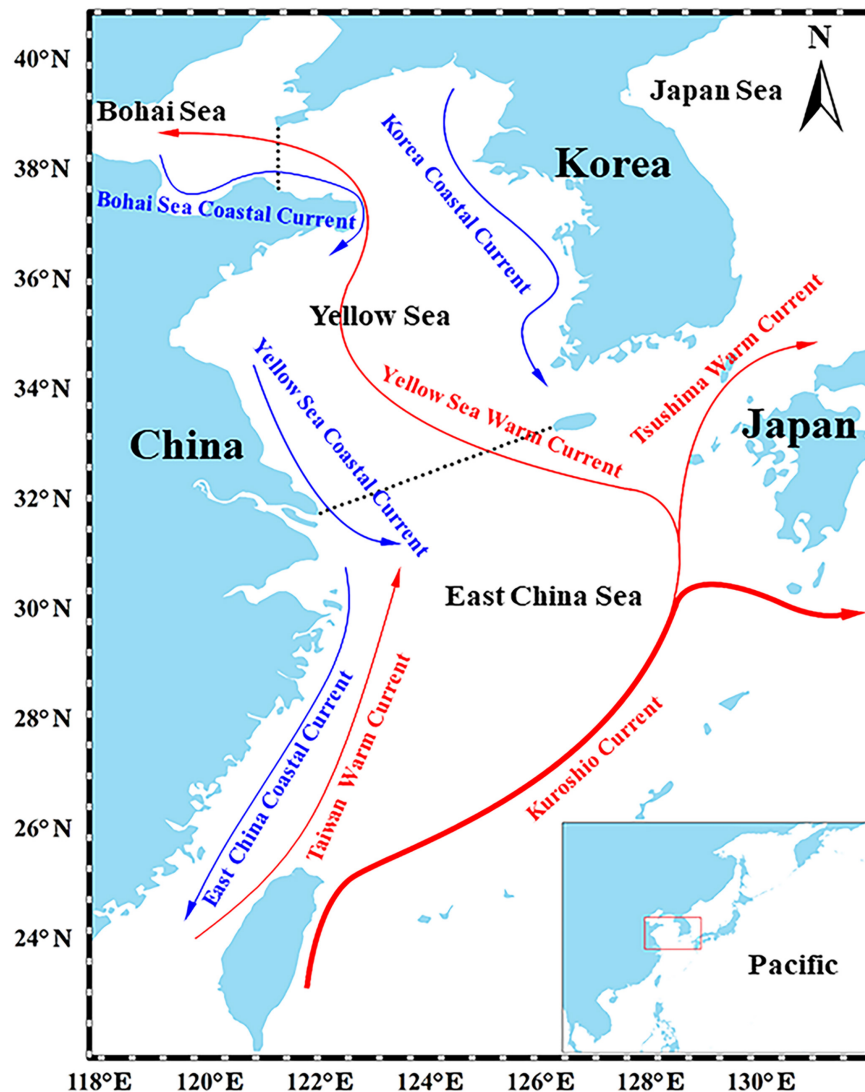 N
40° N
38° N
36° N
34° N
32° N
30° N
28° N
26° N
24° N
Bohai Sea
Japan Sea
Korea
Korea Coastal Current
Bohai Sea Coastal Current
Yellow Sea
Yellow Sea Coastal Current
Yellow Sea Warm Current
Tsushima Warm Current
China
Japan
East China Sea
East China Coastal Current
Taiwan Warm Current
Kuroshio Current
Pacific
118°E
120°E
122°E
124°E
126°E
128°E
130°E